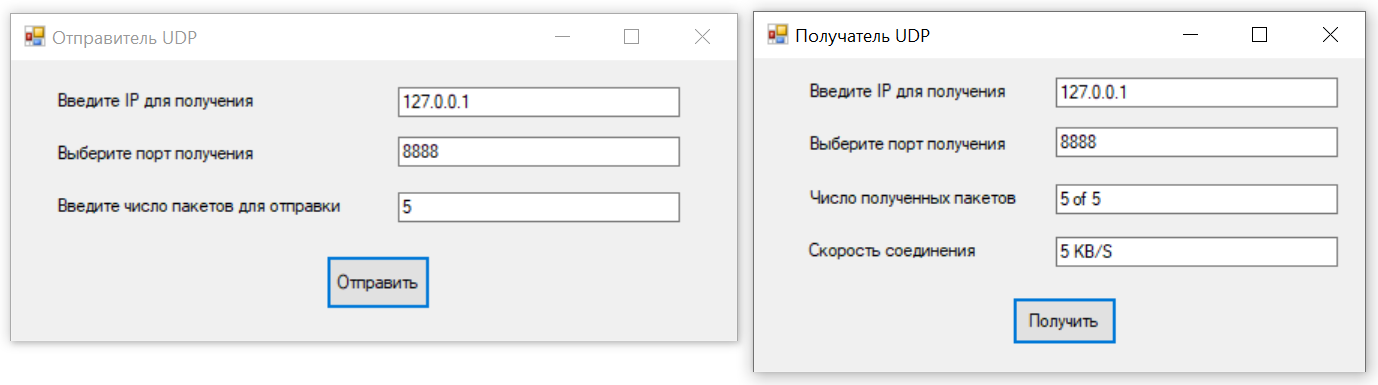 Отправитель UDP
Введите IP для получения
127.0.0.1
Выберите порт получения
8888
Введите число пакетов для отправки
5
Отправить
Получатель UDP
Введите IP для получения
127.0.0.1
Выберите порт получения
8888
Число полученных пакетов
5 of 5
Скорость соединения
5 KB/S
Получить